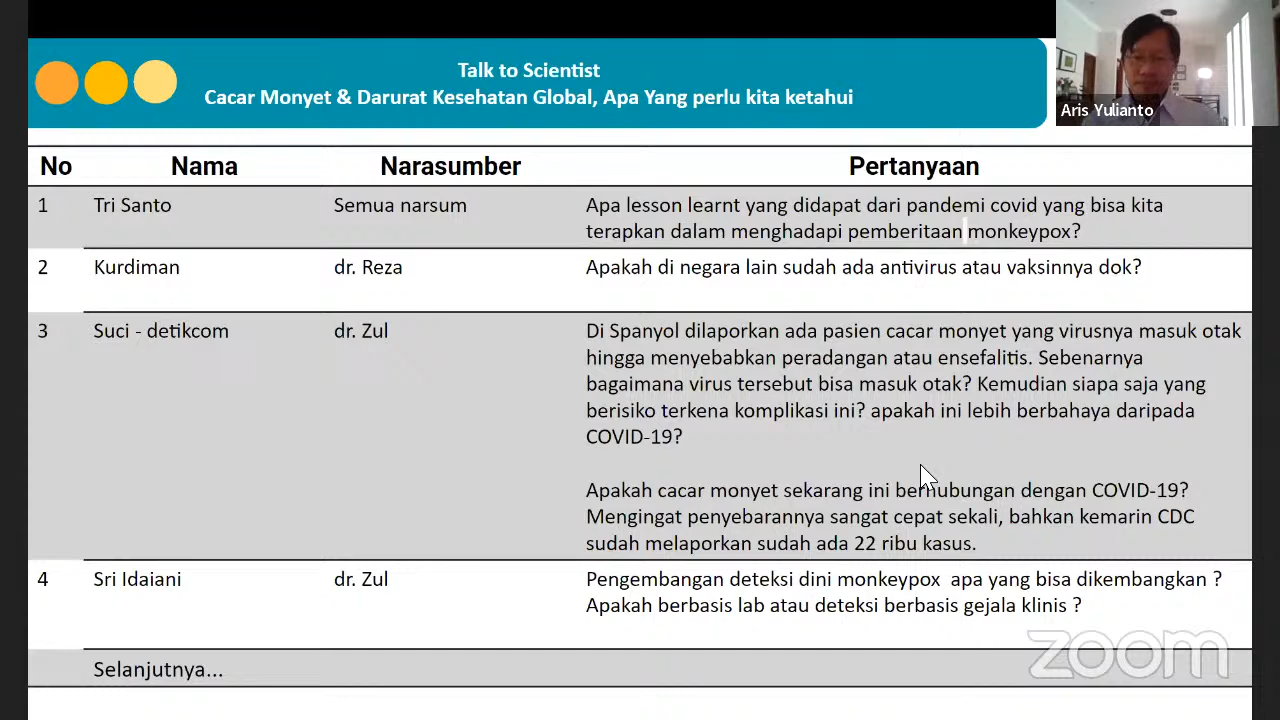 Talk to Scientist
Cacar Monyet & Darurat Kesehatan Global, Apa Yang perlu kita ketahui
Aris Yulianto
No Nama Narasumber Pertanyaan
1 Tri Santo Semua narsum Apa lesson learnt yang didapat dari pandemi covid yang bisa kita
terapkan dalam menghadapi pemberitaan monkeypox?
2 Kurdiman dr. Reza Apakah di negara lain sudah ada antivirus atau vaksinnya dok?
3 Suci - detikcom dr. Zul Di Spanyol dilaporkan ada pasien cacar monyet yang virusnya masuk otak
hingga menyebabkan peradangan atau ensefalitis. Sebenarnya
bagaimana virus tersebut bisa masuk otak? Kemudian siapa saja yang
berisiko terkena komplikasi ini? apakah ini lebih berbahaya daripada
COVID-19?
Apakah cacar monyet sekarang ini berhubungan dengan COVID-19?
Mengingat penyebarannya sangat cepat sekali, bahkan kemarin CDC
sudah melaporkan sudah ada 22 ribu kasus.
4 Sri Idaiani dr. Zul Pengembangan deteksi dini monkeypox apa yang bisa dikembangkan ?
Apakah berbasis lab atau deteksi berbasis gejala klinis ?
Selanjutnya...
zoom